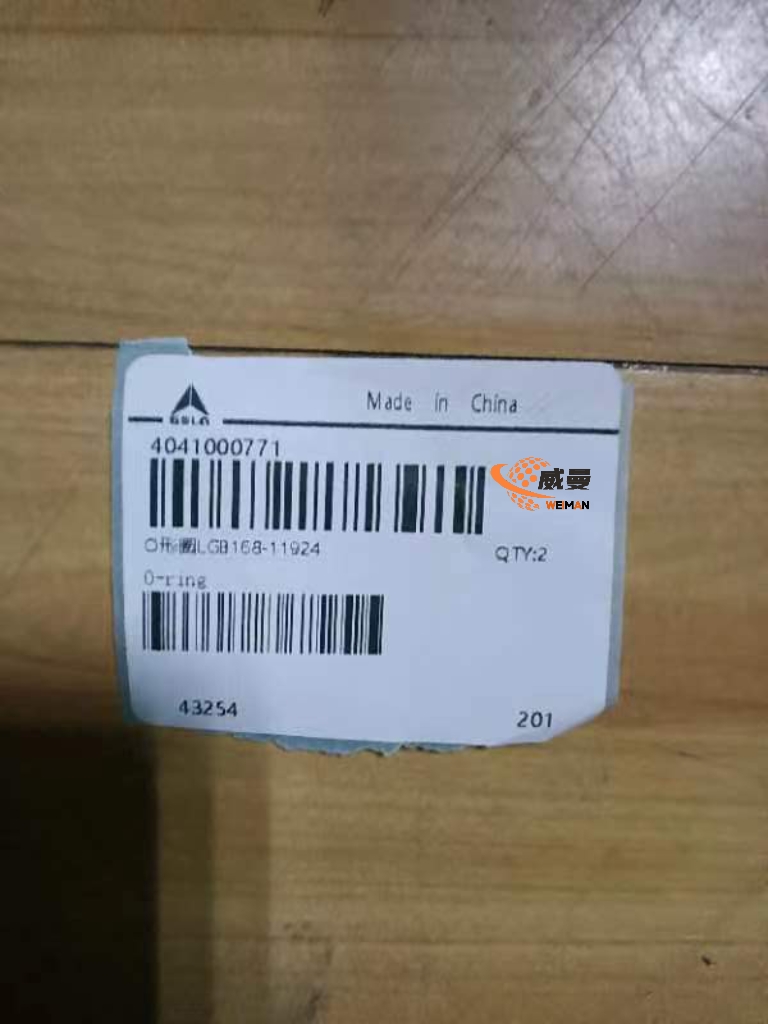 Made in China
SDLG
4041000771
威曼
WEMAN
O形圈LGB168-11924
QTY:2
O-ring
43254
201